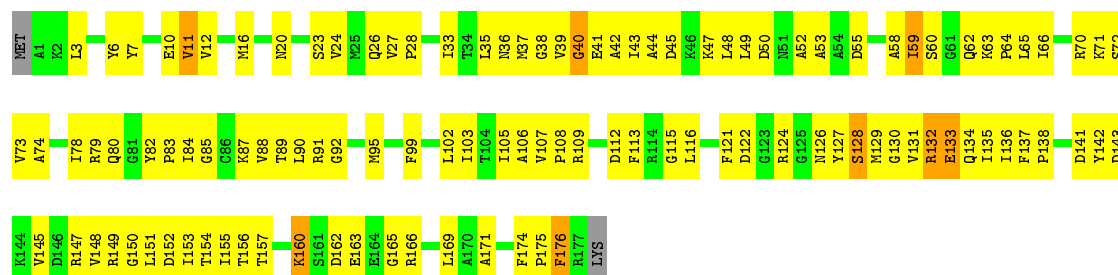 MET A1 K2 L3 Y6 Y7 E10 V11 V12 M16 N20 S23 V24 M25 Q26 V27 P28 I33 T34 L35 N36 M37 G38 V39 G40 E41 A42 I43 A44 D45 K46 K47 L48 L49 D50 N51 A52 A53 A54 D55 A58 I59 S60 G61 Q62 K63 P64 L65 I66 R70 K71 S72
V73 A74 I78 R79 Q80 G81 Y82 P83 I84 G85 C86 K87 V88 T89 L90 R91 G92 M95 F99 L102 I103 T104 I105 A106 V107 P108 R109 D112 F113 R114 G115 L116 F121 D122 G123 R124 G125 N126 Y127 S128 M129 G130 V131 R132 E133 Q134 I135 I136 F137 P138 D141 Y142
K144 V145 D146 R147 V148 R149 G150 L151 D152 I153 T154 I155 T156 T157 K160 S161 D162 E163 E164 G165 R166 L169 A170 A171 F174 P175 F176 R177 LYS